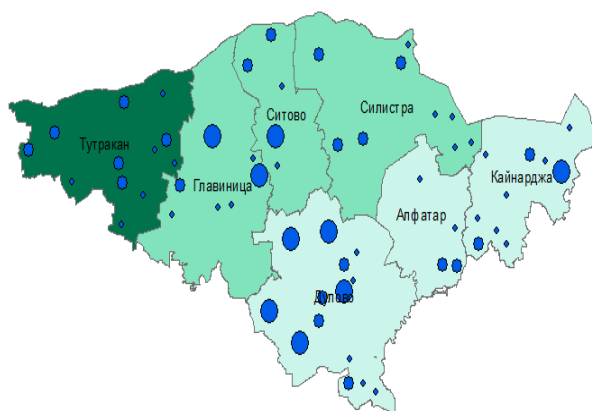 Силистра
Ситово
Тутракан
Кайнарджа
Главиница
Алфатар
Дулово